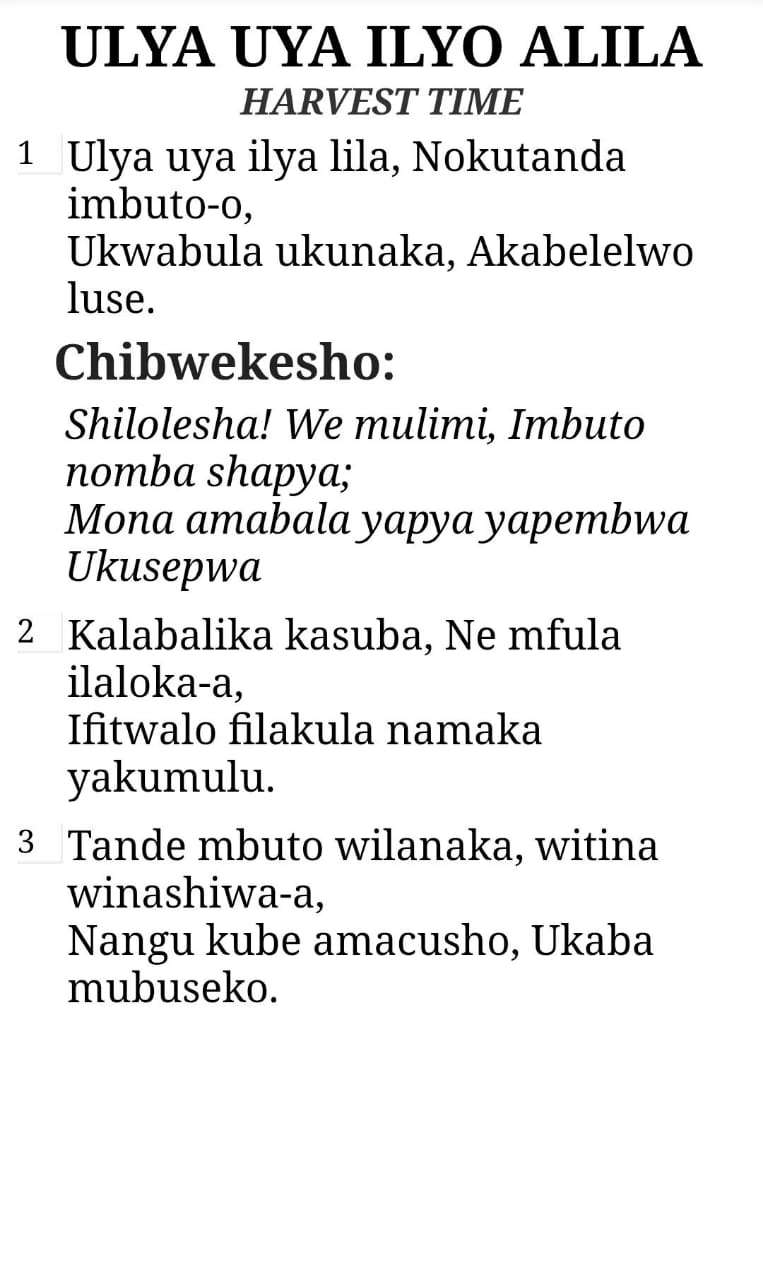 ULYA UYA ILYO ALILA
HARVEST TIME
1 Ulya uya ilya lila, Nokutanda
imbuto-o,
Ukwabula ukunaka, Akabelelwo
luse.
Chibwekesho:
Shilolesha! We mulimi, Imbuto
nomba shapya;
Mona amabala yapya yapembwa
Ukusepwa
2 Kalabalika kasuba, Ne mfula
ilaloka-a,
Ifitwalo filakula namaka
yakumulu.
3 Tande mbuto wilanaka, witina
winashiwa-a,
Nangu kube amacusho, Ukaba
mubuseko.